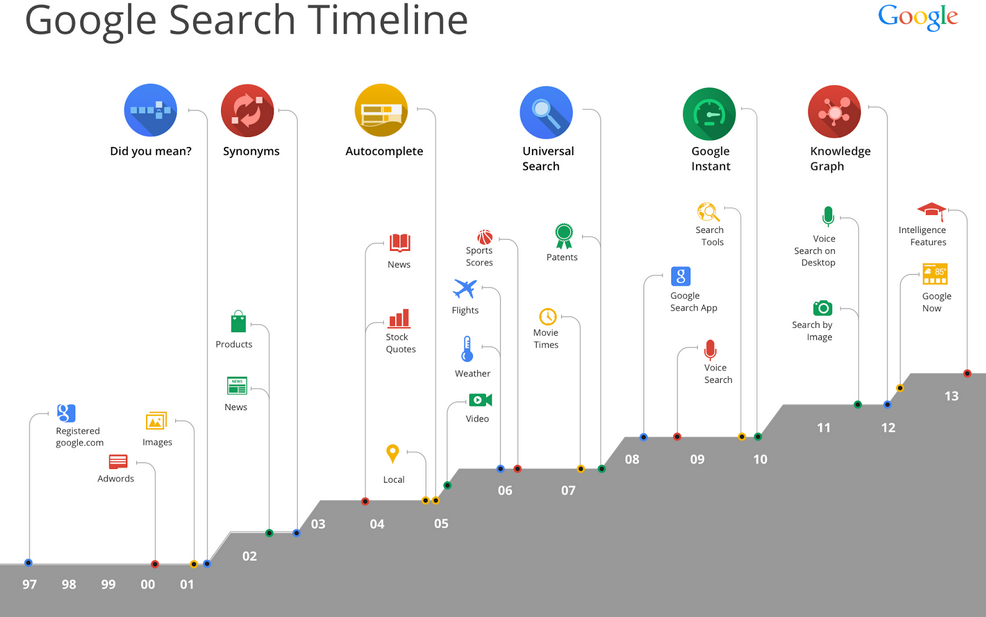 Google Search Timeline
Google
Did you mean?
Synonyms
Autocomplete
Universal
Search
Google
Instant
Knowledge
Graph
Search
Tools
Voice
Search on
Desktop
Intelligence
Features
News
Sports
Scores
Patents
Flights
Google
Search App
Google
Now
Products
Stock
Quotes
Movie
Times
Search by
Image
Weather
Voice
Search
NEWS
News
85°
g
g
Registered
google.com
Images
Video
Adwords
Local
97
98
99
00
01
02
03
04
05
06
07
08
09
10
11
12
13